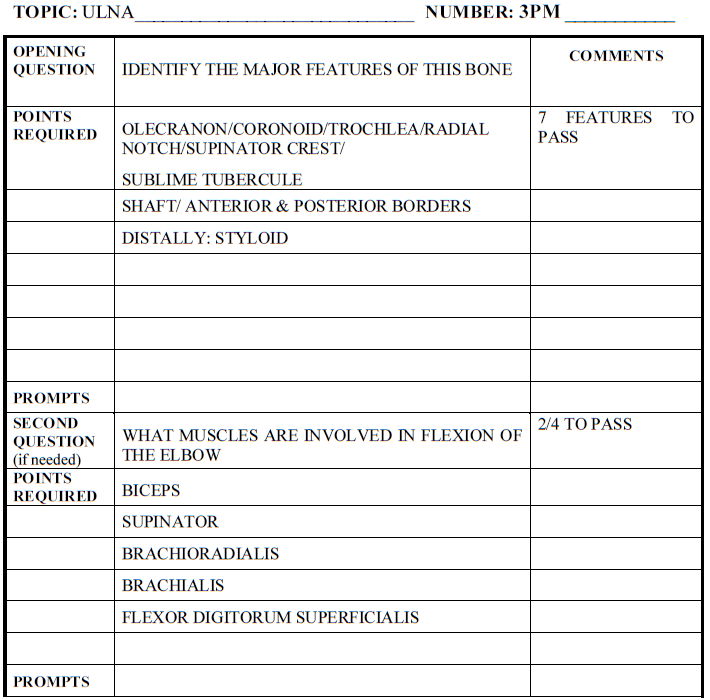 TOPIC: ULNA____________________________ NUMBER: 3PM ___________
OPENING QUESTION
IDENTIFY THE MAJOR FEATURES OF THIS BONE
COMMENTS
POINTS REQUIRED
OLECRANON/CORONOID/TROCHLEA/RADIAL
NOTCH/SUPINATOR CREST/
SUBLIME TUBERCULE
7 FEATURES TO
PASS
SHAFT/ ANTERIOR & POSTERIOR BORDERS
DISTALLY: STYLOID
PROMPTS
SECOND
QUESTION
(if needed)
WHAT MUSCLES ARE INVOLVED IN FLEXION OF
THE ELBOW
2/4 TO PASS
POINTS
REQUIRED
BICEPS
SUPINATOR
BRACHIORADIALIS
BRACHIALIS
FLEXOR DIGITORUM SUPERFICIALIS
PROMPTS